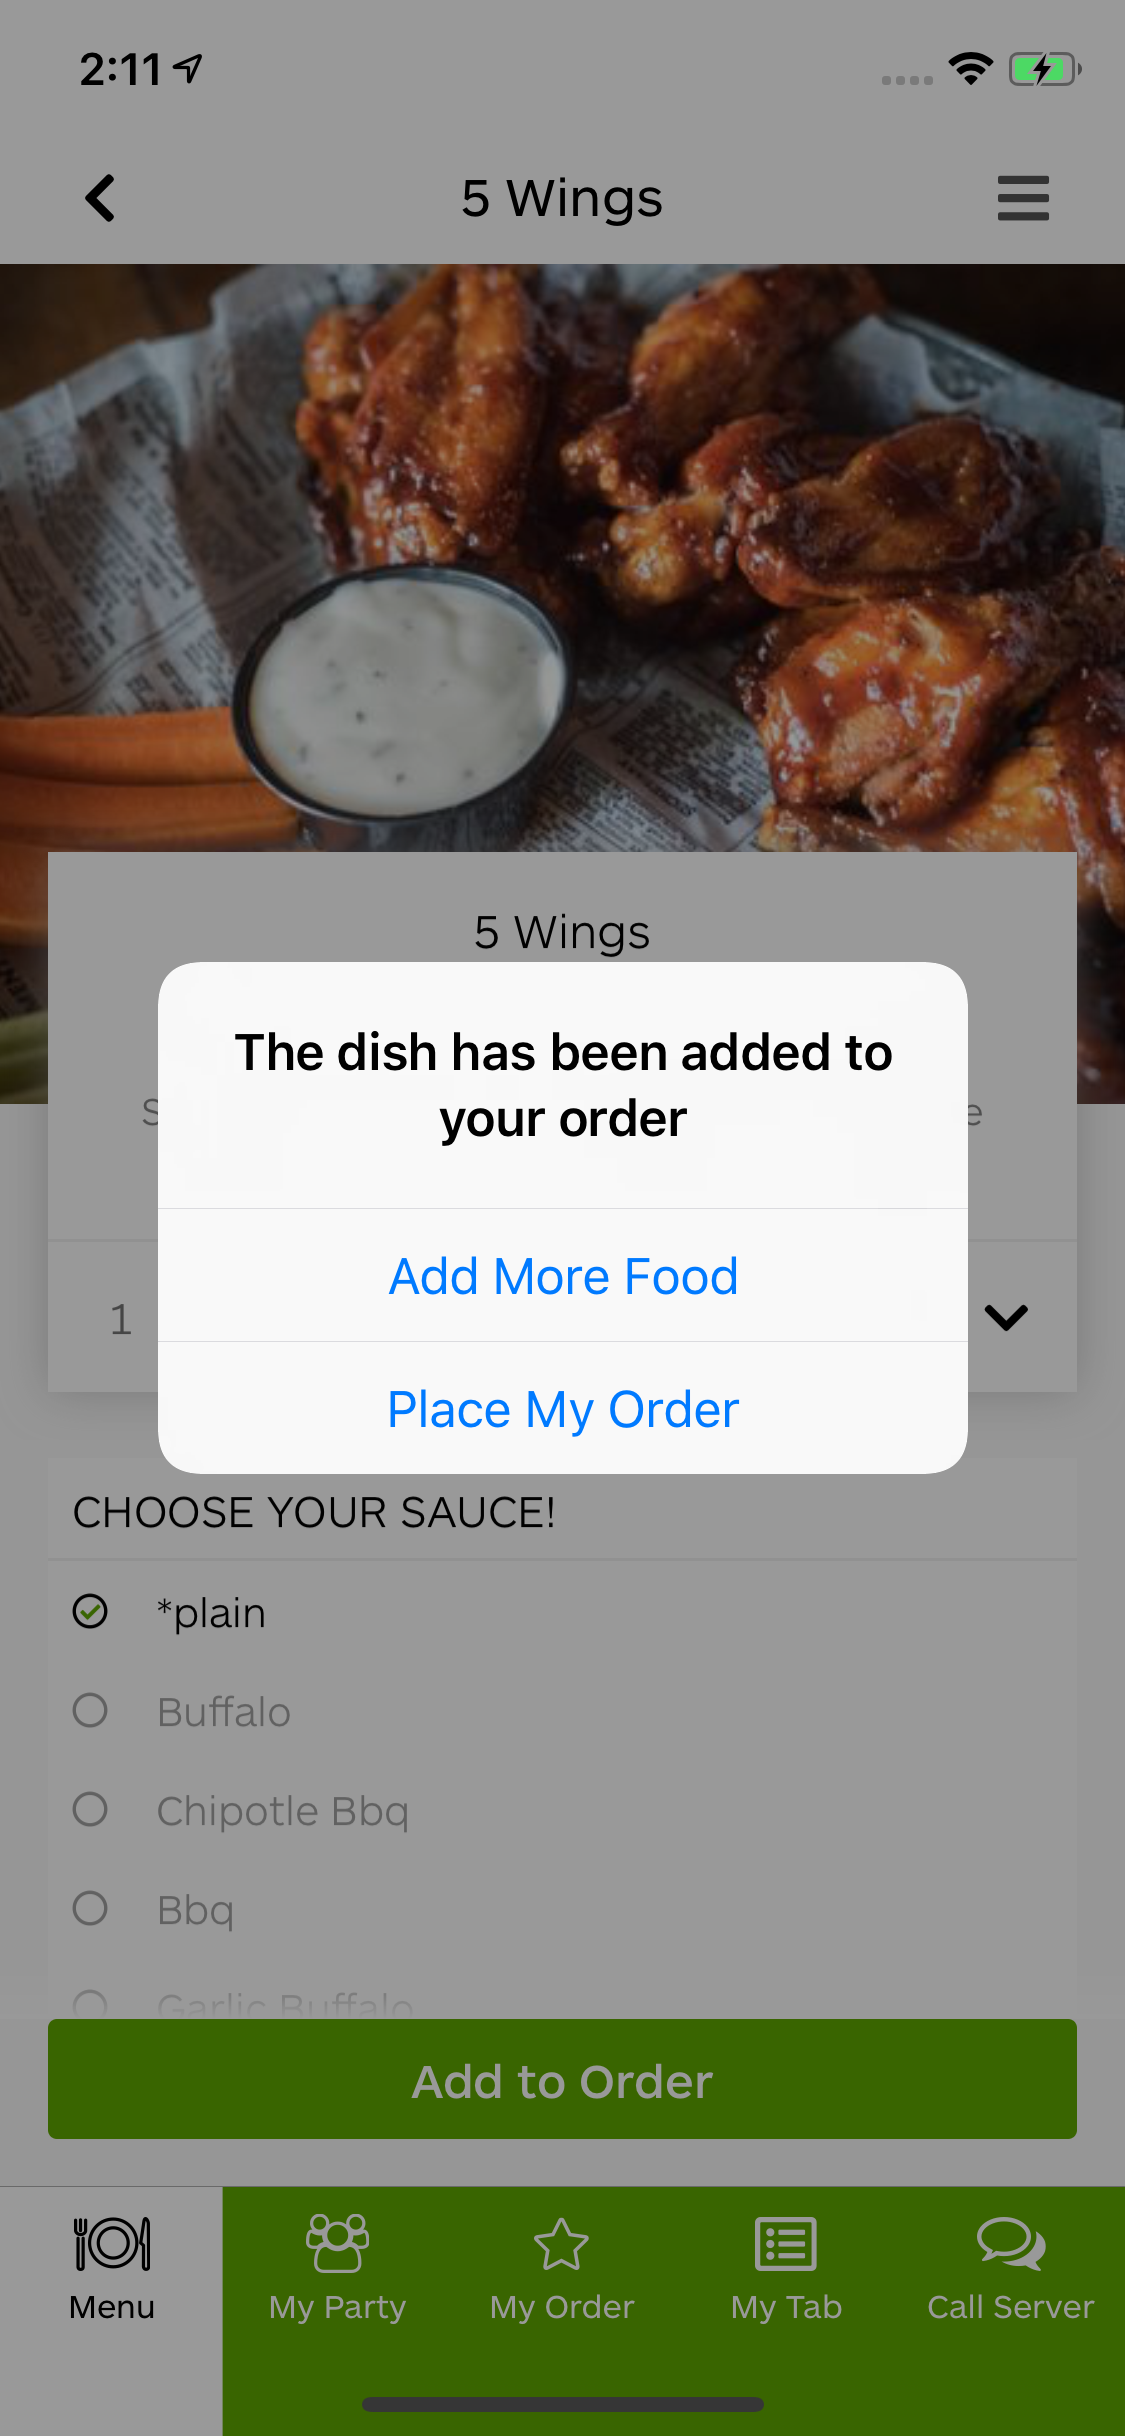 2:11
5 Wings
5 Wings
The dish has been added to
your order
Add More Food
1
Place My Order
CHOOSE YOUR SAUCE!
*plain
Buffalo
Chipotle Bbq
Bbq
Garlic Buffalo
Add to Order
Menu
My Party
My Order
My Tab
Call Server